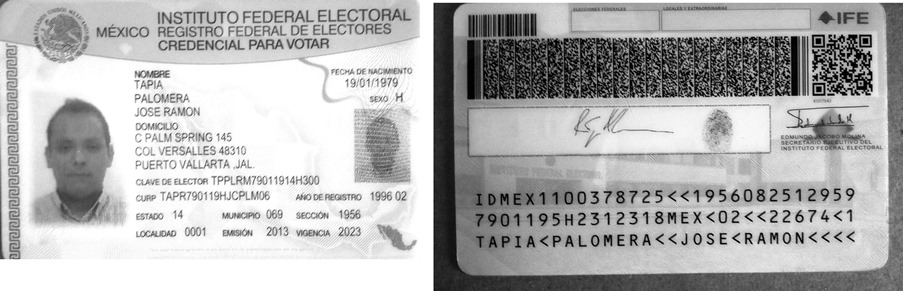 INSTITUTO FEDERAL ELECTORAL
MÉXICO REGISTRO FEDERAL DE ELECTORES
CREDENCIAL PARA VOTAR
NOMBRE
TAPIA
PALOMERA
JOSE RAMON
FECHA DE NACIMIENTO
19/01/1979
SEXO H
DOMICILIO
C PALM SPRING 145
COL VERSALLES 48310
PUERTO VALLARTA ,JAL.
CLAVE DE ELECTOR TPPLRM79011914H300
CURP TAPR790119HJCPLM06 AÑO DE REGISTRO 1996 02
ESTADO 14 MUNICIPIO 069 SECCIÓN 1956
LOCALIDAD 0001 EMISIÓN 2013 VIGENCIA 2023
ELECCIONES FEDERALES LOCALES Y EXTRAORDINARIAS
IFE
EDMUNDO JACOBO MOLINA
SECRETARIO EJECUTIVO DEL
INSTITUTO FEDERAL ELECTORAL
IDMEX1100378725<<1956082512959
7901195H2312318MEX<02<<22674<1
TAPIA<PALOMERA<<JOSE<RAMON<<<<